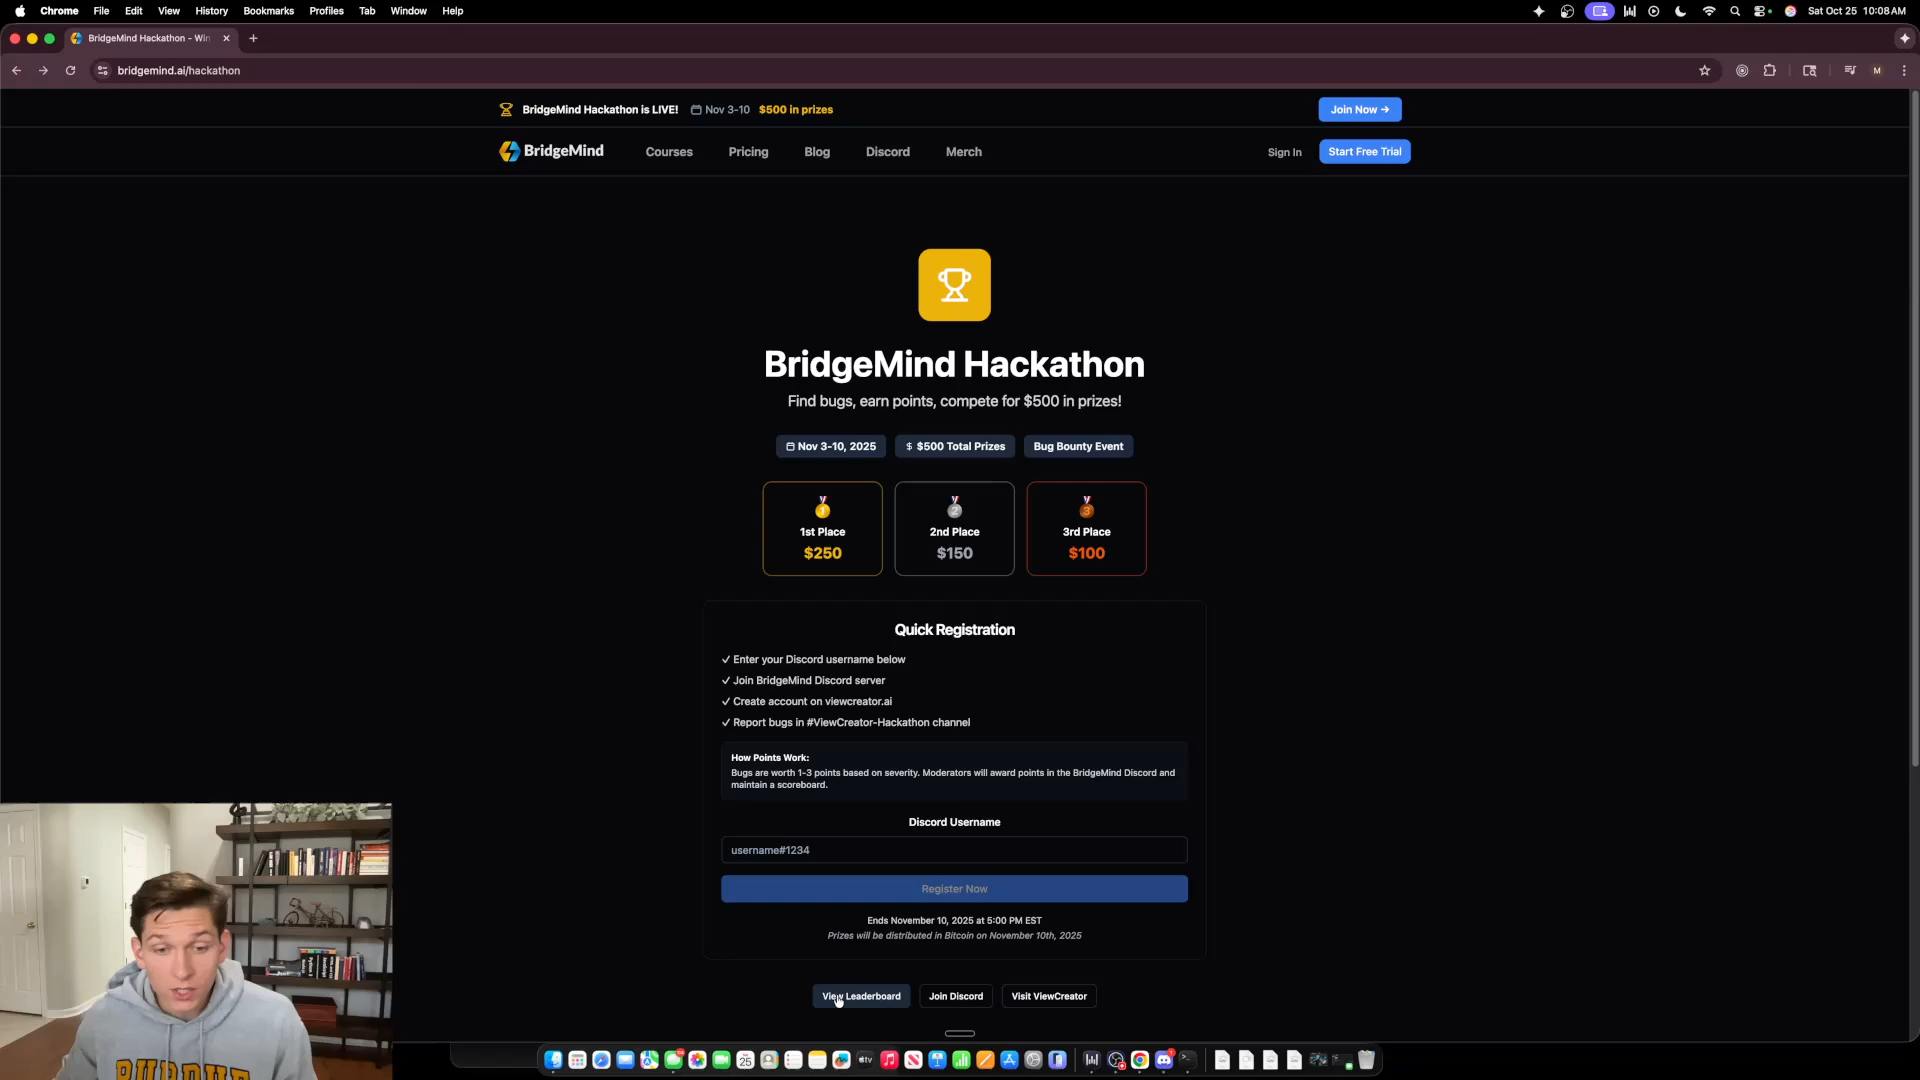 Chrome File Edit View History Bookmarks Profiles Tab Window Help
Sat Oct 25 10:08 AM
BridgeMind Hackathon - Win
bridgemind.ai/hackathon
M
BridgeMind Hackathon is LIVE! Nov 3-10 $500 in prizes Join Now →
BridgeMind Courses Pricing Blog Discord Merch Sign In Start Free Trial
BridgeMind Hackathon
Find bugs, earn points, compete for $500 in prizes!
Nov 3-10, 2025 $ $500 Total Prizes Bug Bounty Event
1 2 3
1st Place 2nd Place 3rd Place
$250 $150 $100
Quick Registration
✓ Enter your Discord username below
✓ Join BridgeMind Discord server
✓ Create account on viewcreator.ai
✓ Report bugs in #ViewCreator-Hackathon channel
How Points Work:
Bugs are worth 1-3 points based on severity. Moderators will award points in the BridgeMind Discord and
maintain a scoreboard.
Discord Username
username#1234
Register Now
Ends November 10, 2025 at 5:00 PM EST
Prizes will be distributed in Bitcoin on November 10th, 2025
View Leaderboard Join Discord Visit ViewCreator
PURDUE
25
tv